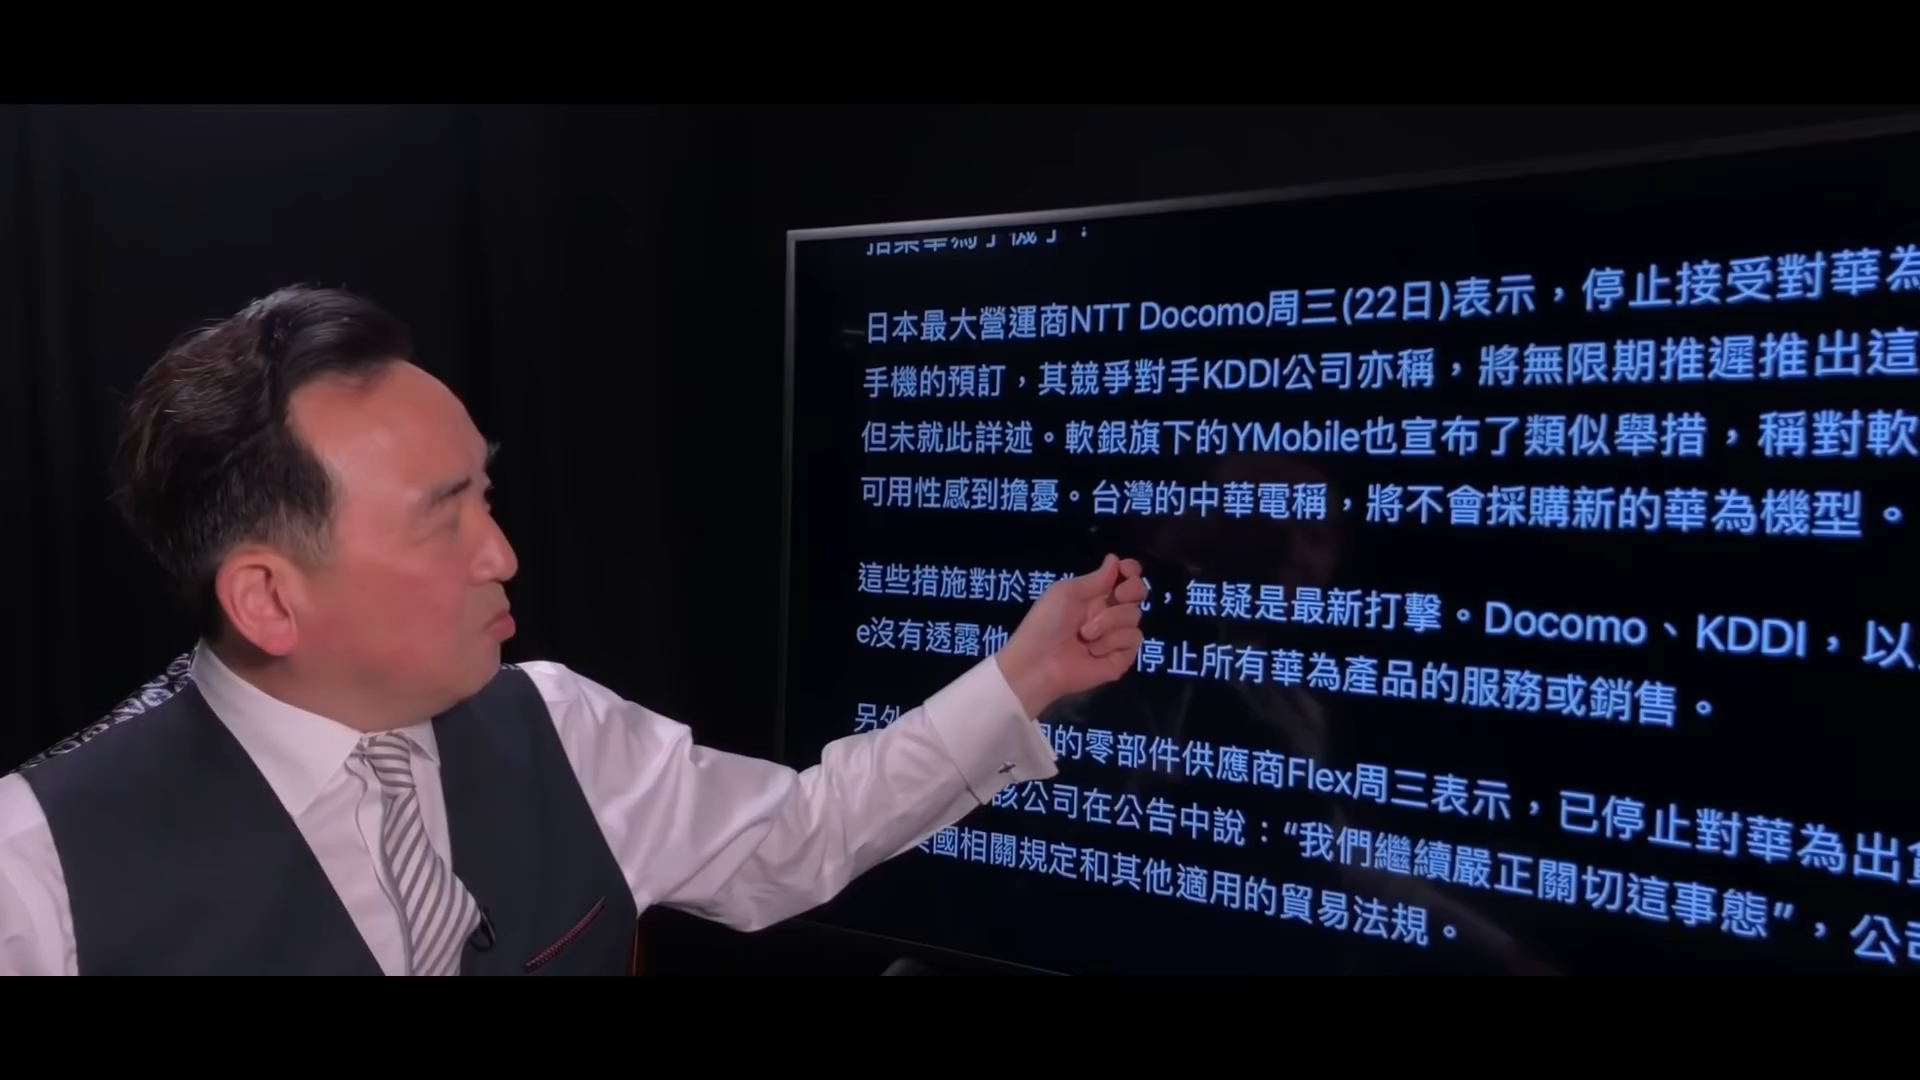 日本最大營運商NTT Docomo周三(22日)表示，停止接受對華為
手機的預訂，其競爭對手KDDI公司亦稱，將無限期推遲推出這
但未就此詳述。軟銀旗下的YMobile也宣布了類似舉措，稱對軟
可用性感到擔憂。台灣的中華電稱，將不會採購新的華為機型。
這些措施對於華，無疑是最新打擊。Docomo、KDDI，以
e沒有透露他停止所有華為產品的服務或銷售。
另外的零部件供應商Flex周三表示，已停止對華為出
該公司在公告中說：“我們繼續嚴正關切這事態”，公司
國相關規定和其他適用的貿易法規。